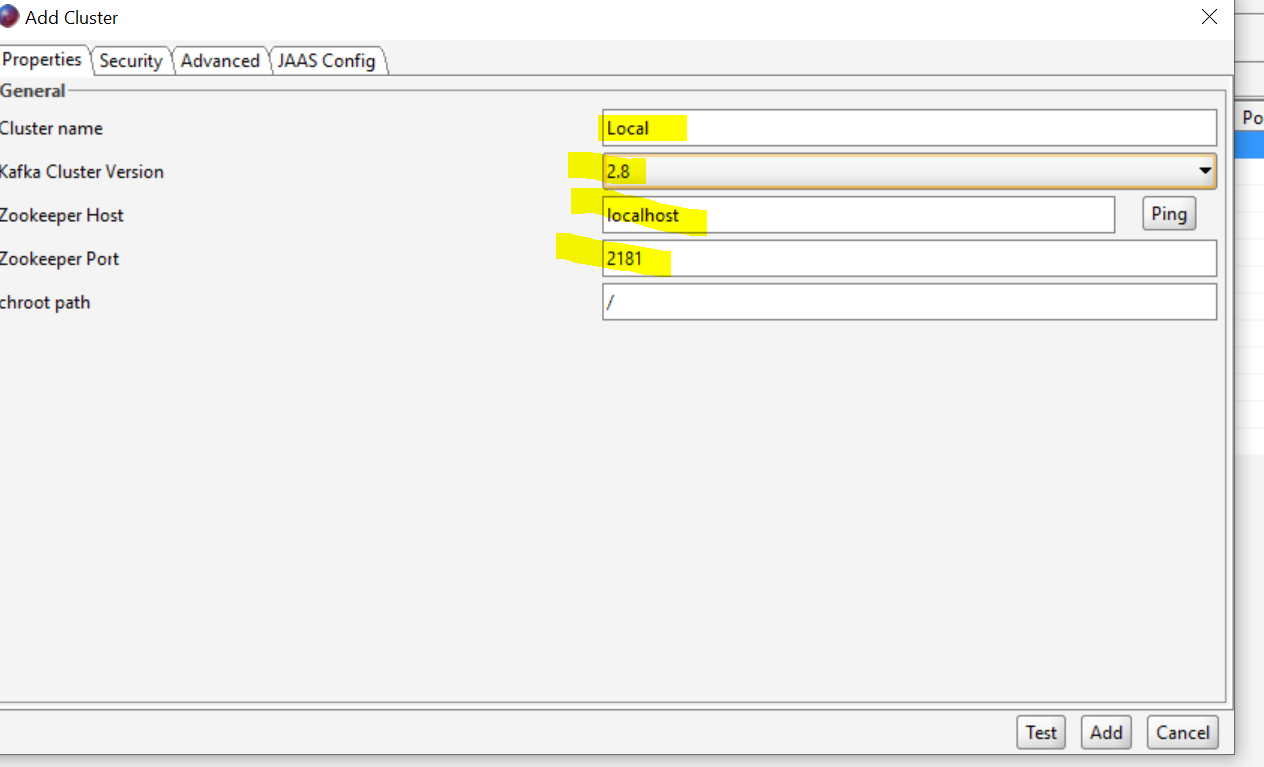 Add Cluster
Properties Security Advanced JAAS Config
General
Cluster name Local
Kafka Cluster Version 2.8
Zookeeper Host localhost Ping
Zookeeper Port 2181
chroot path /
Test Add Cancel
Po